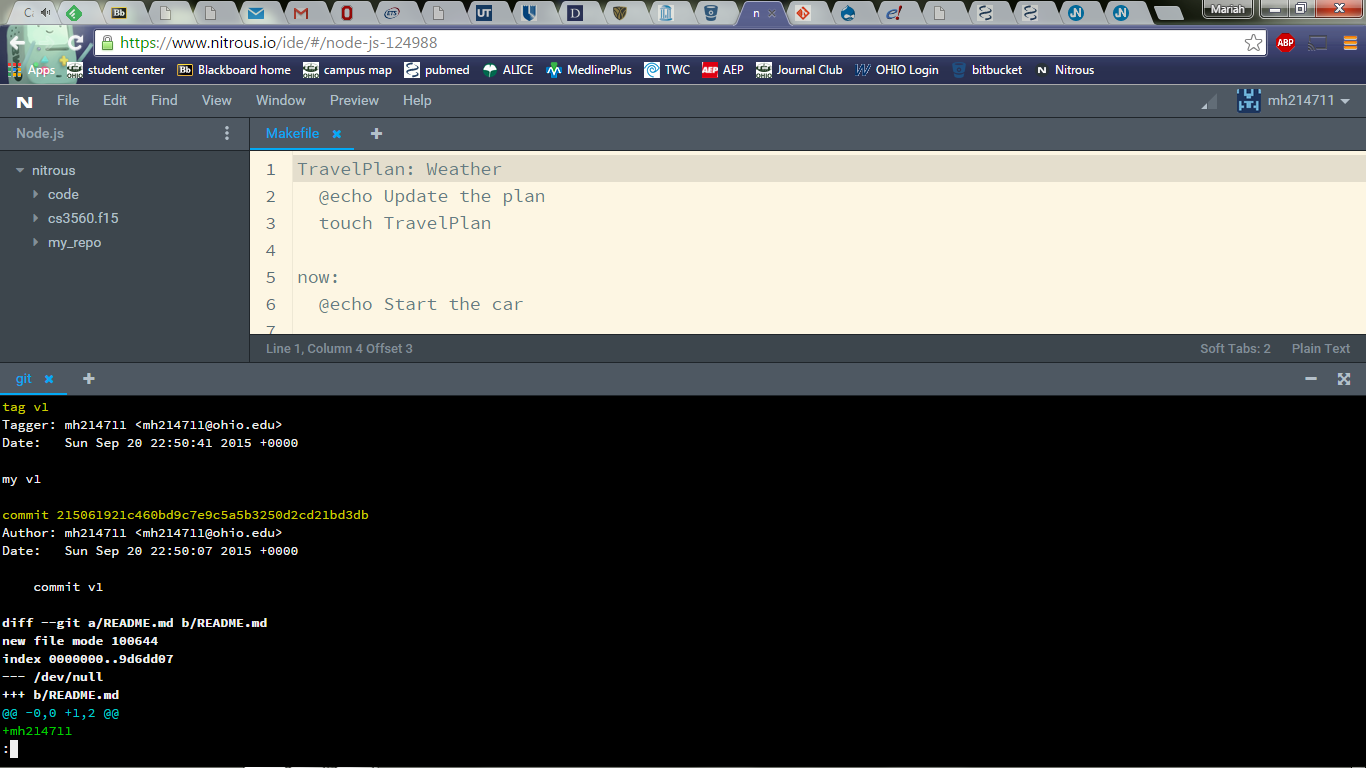 Mariah
https://www.nitrous.io/ide/#/node-js-124988
ABP
Apps student center Bb Blackboard home campus map pubmed ALICE MedlinePlus TWC AEP AEP Journal Club OHIO Login bitbucket N Nitrous
N File Edit Find View Window Preview Help mh214711
Node.js
Makefile × +
nitrous
code
cs3560.f15
my_repo
1 TravelPlan: Weather
2 @echo Update the plan
3 touch TravelPlan
4
5 now:
6 @echo Start the car
7
Line 1, Column 4 Offset 3 Soft Tabs: 2 Plain Text
git × +
tag v1
Tagger: mh214711 <mh214711@ohio.edu>
Date: Sun Sep 20 22:50:41 2015 +0000
my v1
commit 215061921c460bd9c7e9c5a5b3250d2cd21bd3db
Author: mh214711 <mh214711@ohio.edu>
Date: Sun Sep 20 22:50:07 2015 +0000
commit v1
diff --git a/README.md b/README.md
new file mode 100644
index 0000000..9d6dd07
--- /dev/null
+++ b/README.md
@@ -0,0 +1,2 @@
+mh214711
: